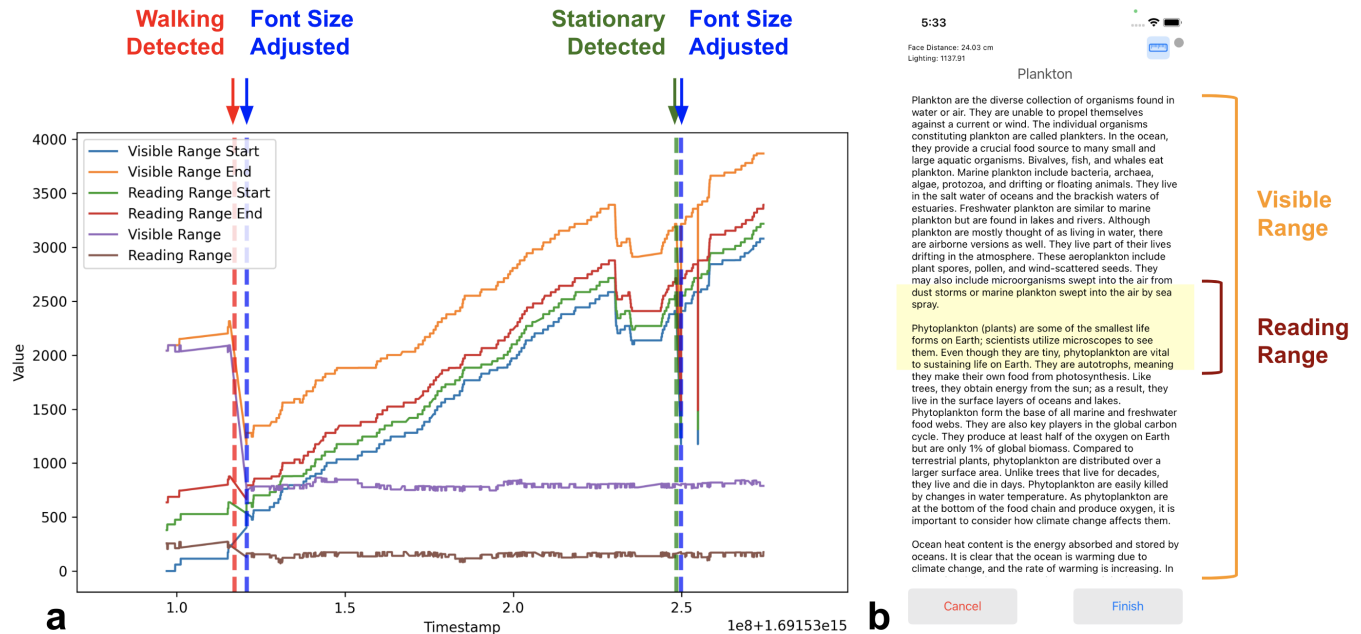 Walking
Detected
Font Size
Adjusted
Stationary
Detected
Font Size
Adjusted
4000
3500
3000
2500
2000
1500
1000
500
0
Value
Visible Range Start
Visible Range End
Reading Range Start
Reading Range End
Visible Range
Reading Range
1.0
1.5
2.0
2.5
Timestamp
1e8+1.69153e15
a
5:33
Face Distance: 24.03 cm
Lighting: 1137.91
Plankton
Plankton are the diverse collection of organisms found in
water or air. They are unable to propel themselves
against a current or wind. The individual organisms
constituting plankton are called plankters. In the ocean,
they provide a crucial food source to many small and
large aquatic organisms. Bivalves, fish, and whales eat
plankton. Marine plankton include bacteria, archaea,
algae, protozoa, and drifting or floating animals. They live
in the salt water of oceans and the brackish waters of
estuaries. Freshwater plankton are similar to marine
plankton but are found in lakes and rivers. Although
plankton are mostly thought of as living in water, there
are airborne versions as well. They live part of their lives
drifting in the atmosphere. These aeroplankton include
plant spores, pollen, and wind-scattered seeds. They
may also include microorganisms swept into the air from
dust storms or marine plankton swept into the air by sea
spray.
Phytoplankton (plants) are some of the smallest life
forms on Earth; scientists utilize microscopes to see
them. Even though they are tiny, phytoplankton are vital
to sustaining life on Earth. They are autotrophs, meaning
they make their own food from photosynthesis. Like
trees, they obtain energy from the sun; as a result, they
live in the surface layers of oceans and lakes.
Phytoplankton form the base of all marine and freshwater
food webs. They are also key players in the global carbon
cycle. They produce at least half of the oxygen on Earth
but are only 1% of global biomass. Compared to
terrestrial plants, phytoplankton are distributed over a
larger surface area. Unlike trees that live for decades,
they live and die in days. Phytoplankton are easily killed
by changes in water temperature. As phytoplankton are
at the bottom of the food chain and produce oxygen, it is
important to consider how climate change affects them.
Ocean heat content is the energy absorbed and stored by
oceans. It is clear that the ocean is warming due to
climate change, and the rate of warming is increasing. In
Cancel
Finish
b
Visible
Range
Reading
Range